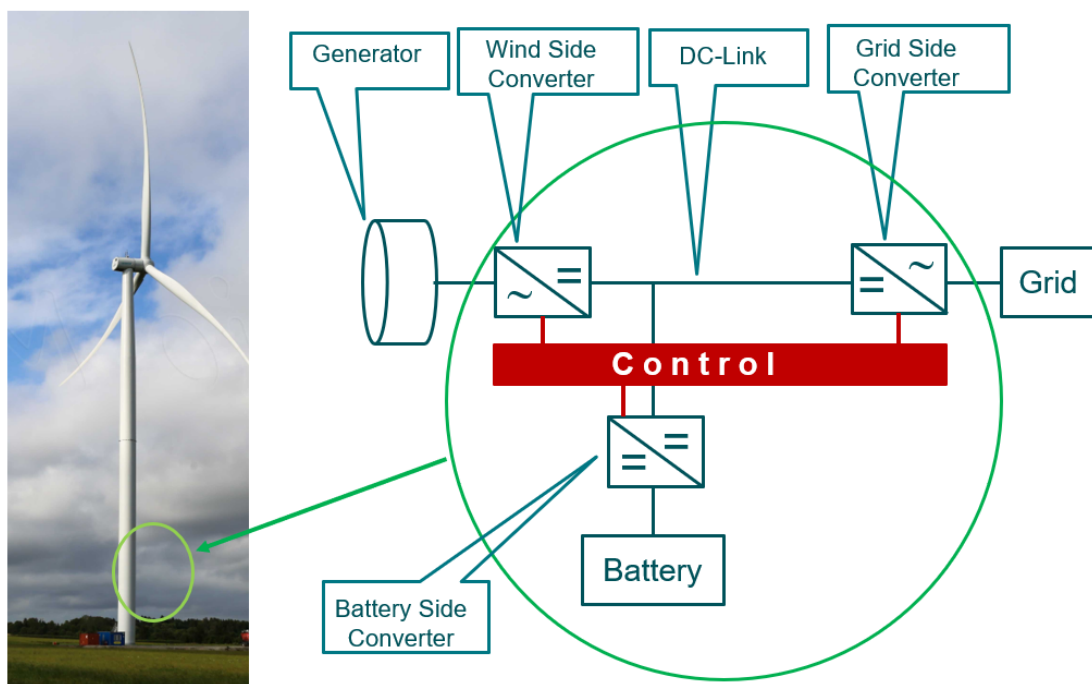 Generator
Wind Side
Converter
DC-Link
Grid Side
Converter
~
=
=
~
Grid
Control
=
=
Battery
Battery Side
Converter